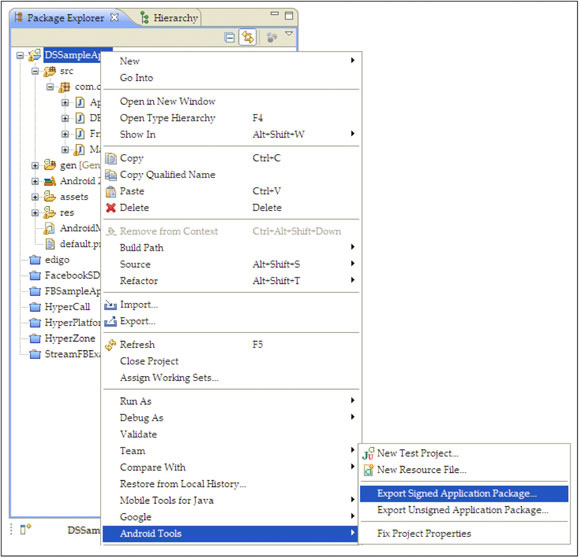 Package Explorer
Hierarchy
DSSampleAp
src
com.c
Ap
DE
Fri
Ma
gen [Gen
Android
assets
res
AndroidM
default.pr
edigo
FacebookSD
FBSampleAp
HyperCall
HyperPlatfor
HyperZone
StreamFBExa
DSSam
New
Go Into
Open in New Window
Open Type Hierarchy F4
Show In Alt+Shift+W
Copy Ctrl+C
Copy Qualified Name
Paste Ctrl+V
Delete Delete
Remove from Context Ctrl+Alt+Shift+Down
Build Path
Source Alt+Shift+S
Refactor Alt+Shift+T
Import...
Export...
Refresh F5
Close Project
Assign Working Sets...
Run As
Debug As
Validate
Team
Compare With
Restore from Local History...
Mobile Tools for Java
Google
Android Tools
New Test Project...
New Resource File...
Export Signed Application Package...
Export Unsigned Application Package...
Fix Project Properties